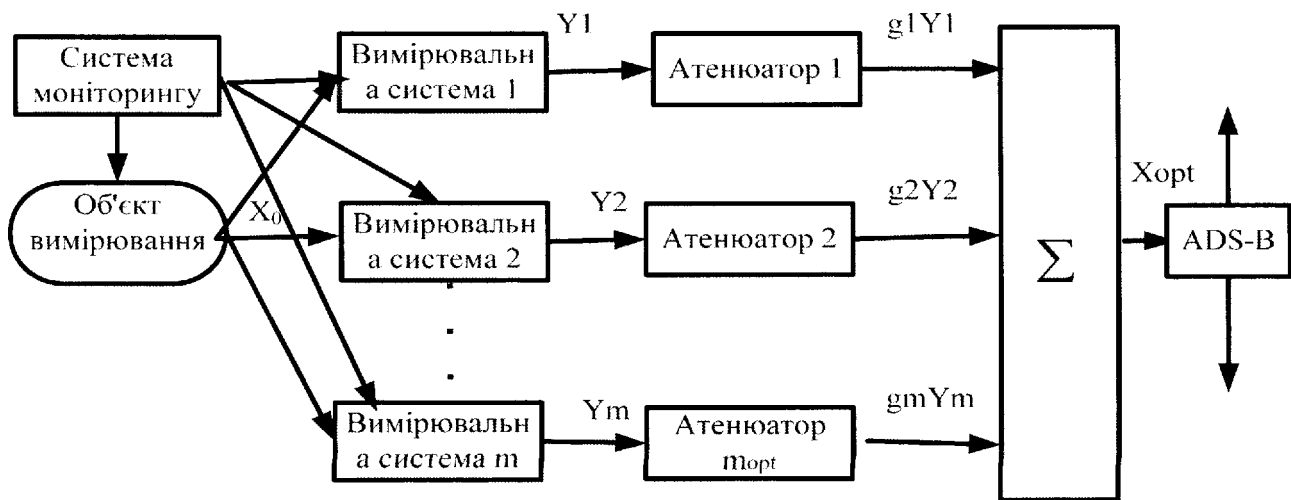 Система
моніторингу
Об'єкт
вимірювання
X₀
Вимірювальн
а система 1
Y1
Атенюатор 1
g1Y1
Вимірювальн
а система 2
Y2
Атенюатор 2
g2Y2
.
.
.
Вимірювальн
а система m
Ym
Атенюатор
mopt
gmYm
∑
Xopt
ADS-B